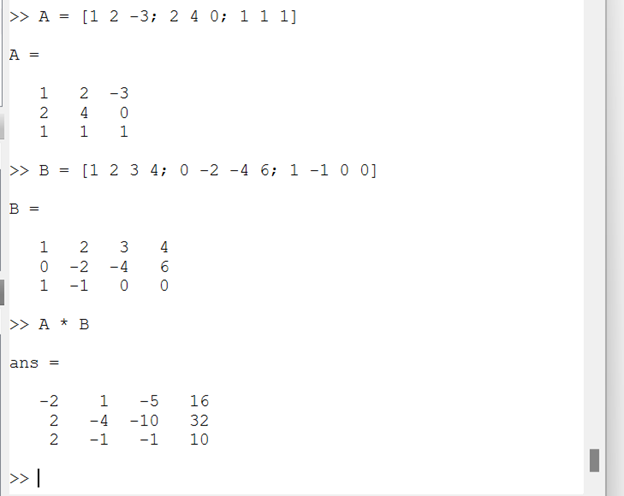 >> A = [1 2 -3; 2 4 0; 1 1 1]
A =
1 2 -3
2 4 0
1 1 1
>> B = [1 2 3 4; 0 -2 -4 6; 1 -1 0 0]
B =
1 2 3 4
0 -2 -4 6
1 -1 0 0
>> A * B
ans =
-2 1 -5 16
2 -4 -10 32
2 -1 -1 10
>>